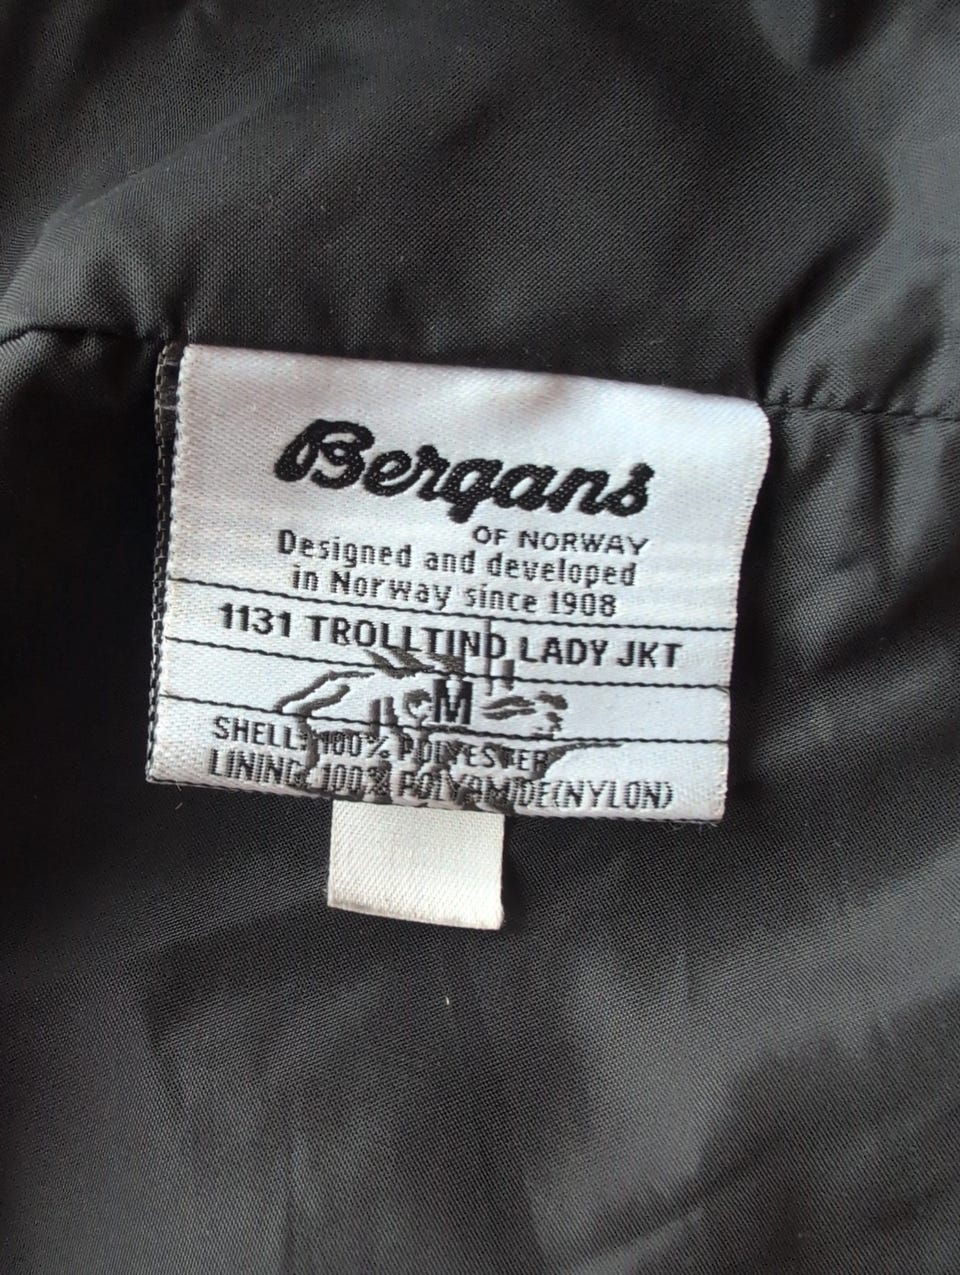 Bergans
OF NORWAY
Designed and developed
in Norway since 1908
1131 TROLLTIND LADY JKT
M
SHELL: 100% POLYESTER
LINING: 100% POLYAMIDE(NYLON)